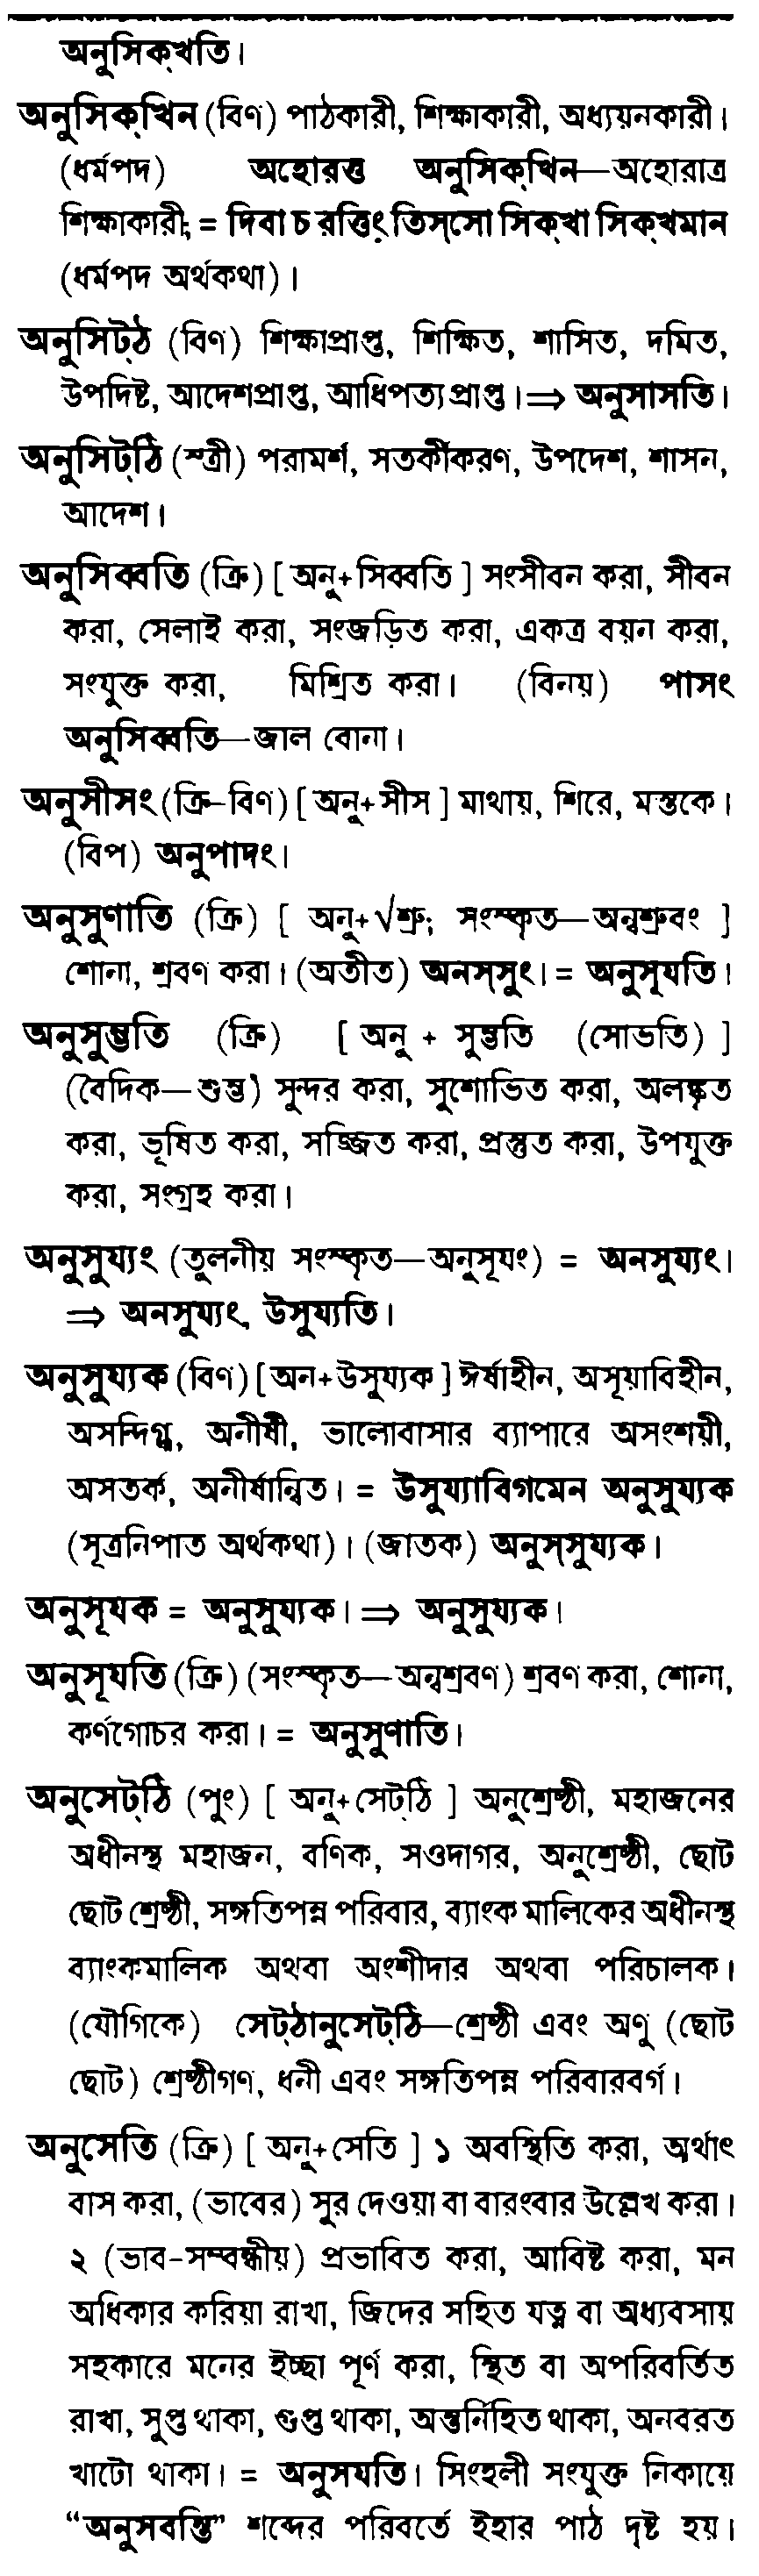 অনুসিক্‌খতি।
অনুসিক্‌খিন (বিণ) পাঠকারী, শিক্ষাকারী, অধ্যয়নকারী।
(ধর্মপদ) অহোরত্ত অনুসিক্‌খিন—অহোরাত্র
শিক্ষাকারী; = দিবা চ রত্তিং তিস্‌সো সিক্‌খা সিক্‌খমান
(ধর্মপদ অর্থকথা)।
অনুসিট্‌ঠ (বিণ) শিক্ষাপ্রাপ্ত, শিক্ষিত, শাসিত, দমিত,
উপদিষ্ট, আদেশপ্রাপ্ত, আধিপত্যপ্রাপ্ত।⇒ অনুসাসতি।
অনুসিট্‌ঠি (স্ত্রী) পরামর্শ, সতর্কীকরণ, উপদেশ, শাসন,
আদেশ।
অনুসিব্বতি (ক্রি) [ অনু+সিব্বতি ] সংসীবন করা, সীবন
করা, সেলাই করা, সংজড়িত করা, একত্র বয়ন করা,
সংযুক্ত করা, মিশ্রিত করা। (বিনয়) পাসং
অনুসিব্বতি—জাল বোনা।
অনুসীসং (ক্রি-বিণ) [ অনু+সীস ] মাথায়, শিরে, মস্তকে।
(বিপ) অনুপাদং।
অনুসুণাতি (ক্রি) [ অনু+√শ্রু; সংস্কৃত—অন্বশ্রুবং ]
শোনা, শ্রবণ করা। (অতীত) অনস্‌সুং। = অনুসূযতি।
অনুসুম্ভতি (ক্রি) [ অনু + সুম্ভতি (সোভতি) ]
(বৈদিক—শুম্ভ) সুন্দর করা, সুশোভিত করা, অলঙ্কৃত
করা, ভূষিত করা, সজ্জিত করা, প্রস্তুত করা, উপযুক্ত
করা, সংগ্রহ করা।
অনুসুয্যং (তুলনীয় সংস্কৃত—অনুসূযং) = অনসুয্যং।
⇒ অনসুয্যং, উসুয্যতি।
অনুসুয্যক (বিণ) [ অন+উসুয্যক ] ঈর্ষাহীন, অসূয়াবিহীন,
অসন্দিগ্ধ, অনীর্ষী, ভালোবাসার ব্যাপারে অসংশয়ী,
অসতর্ক, অনীর্ষান্বিত। = উসুয্যাবিগমেন অনুসুয্যক
(সূত্রনিপাত অর্থকথা)। (জাতক) অনুস্‌সুয্যক।
অনুসূযক = অনুসুয্যক। ⇒ অনুসুয্যক।
অনুসূযতি (ক্রি) (সংস্কৃত—অন্বশ্রবণ) শ্রবণ করা, শোনা,
কর্ণগোচর করা। = অনুসুণাতি।
অনুসেট্‌ঠি (পুং) [ অনু+সেট্‌ঠি ] অনুশ্রেষ্ঠী, মহাজনের
অধীনস্থ মহাজন, বণিক, সওদাগর, অনুশ্রেষ্ঠী, ছোট
ছোট শ্রেষ্ঠী, সঙ্গতিপন্ন পরিবার, ব্যাংক মালিকের অধীনস্থ
ব্যাংকমালিক অথবা অংশীদার অথবা পরিচালক।
(যৌগিকে) সেট্‌ঠানুসেট্‌ঠি—শ্রেষ্ঠী এবং অণু (ছোট
ছোট) শ্রেষ্ঠীগণ, ধনী এবং সঙ্গতিপন্ন পরিবারবর্গ।
অনুসেতি (ক্রি) [ অনু+সেতি ] ১ অবস্থিতি করা, অর্থাৎ
বাস করা, (ভাবের) সুর দেওয়া বা বারংবার উল্লেখ করা।
২ (ভাব-সম্বন্ধীয়) প্রভাবিত করা, আবিষ্ট করা, মন
অধিকার করিয়া রাখা, জিদের সহিত যত্ন বা অধ্যবসায়
সহকারে মনের ইচ্ছা পূর্ণ করা, স্থিত বা অপরিবর্তিত
রাখা, সুপ্ত থাকা, গুপ্ত থাকা, অন্তর্নিহিত থাকা, অনবরত
খাটো থাকা। = অনুসযতি। সিংহলী সংযুক্ত নিকায়ে
“অনুসবন্তি” শব্দের পরিবর্তে ইহার পাঠ দৃষ্ট হয়।